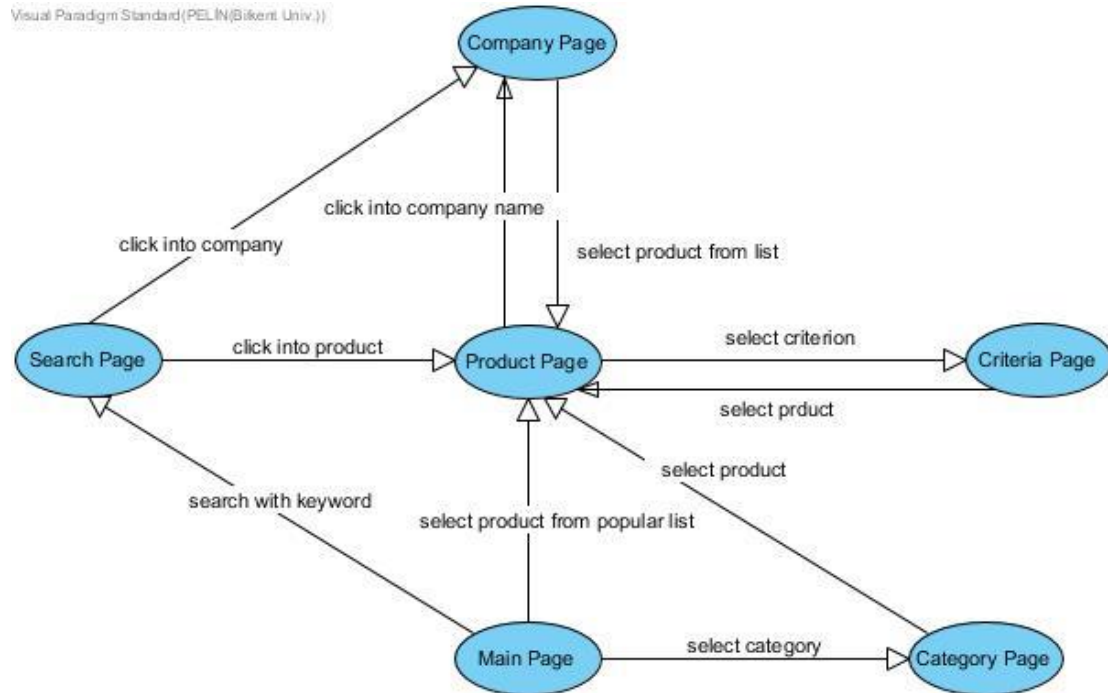 Visual Paradigm Standard(PELİN(Bilkent Univ.))
Company Page
click into company name
click into company
select product from list
Search Page
click into product
Product Page
select criterion
Criteria Page
select prduct
select product
search with keyword
select product from popular list
Main Page
select category
Category Page